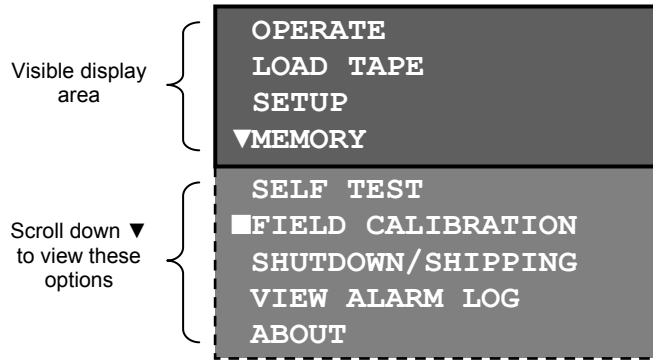 Visible display
area
OPERATE
LOAD TAPE
SETUP
▼MEMORY
Scroll down ▼
to view these
options
SELF TEST
■FIELD CALIBRATION
SHUTDOWN/SHIPPING
VIEW ALARM LOG
ABOUT